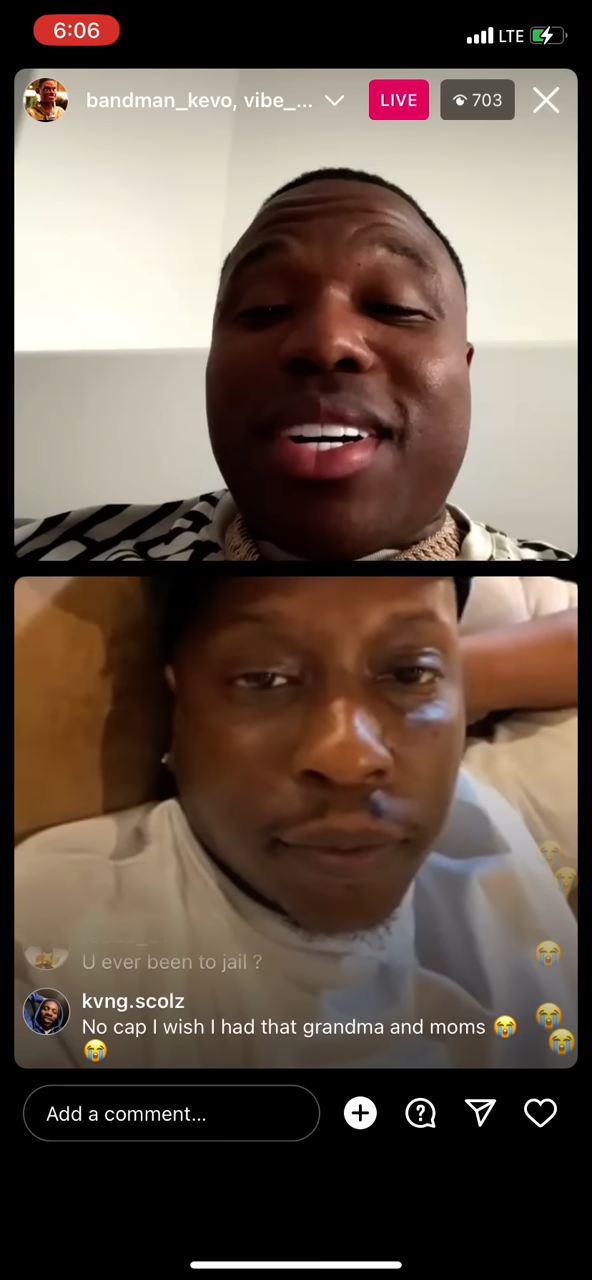 6:06
LTE
bandman_kevo, vibe_...
LIVE
703
U ever been to jail ?
kvng.scolz
No cap I wish I had that grandma and moms 😭
😭
Add a comment...